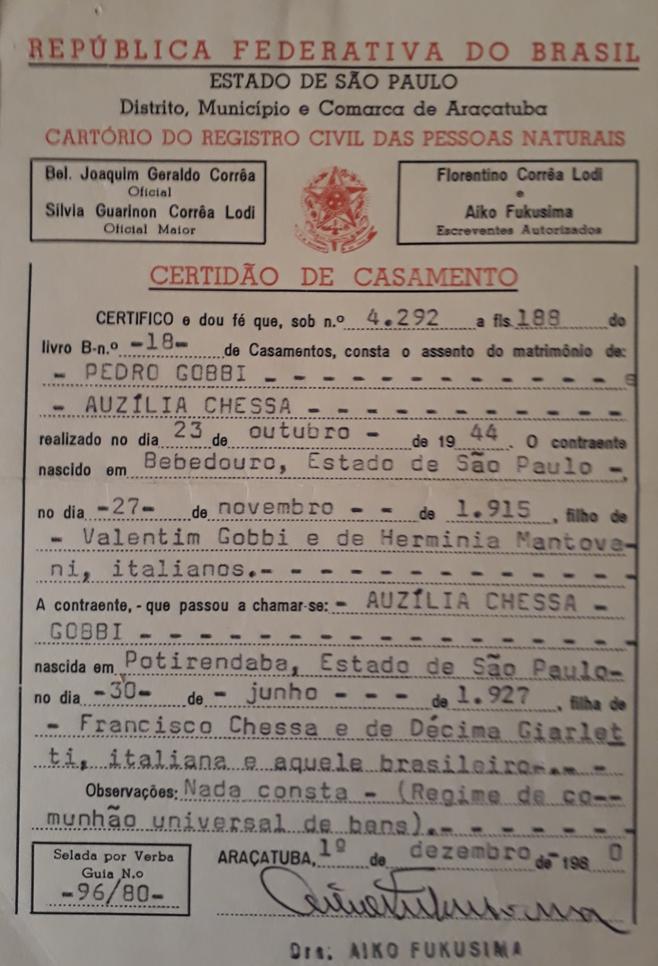 REPÚBLICA FEDERATIVA DO BRASIL
ESTADO DE SÃO PAULO
Distrito, Município e Comarca de Araçatuba
CARTÓRIO DO REGISTRO CIVIL DAS PESSOAS NATURAIS
Bel. Joaquim Geraldo Corrêa
Oficial
Silvia Guarinon Corrêa Lodi
Oficial Maior
Florentino Corrêa Lodi
e
Aiko Fukusima
Escreventes Autorizados
CERTIDÃO DE CASAMENTO
CERTIFICO e dou fé que, sob n.º 4.292 a fls. 188 do
livro B-n.º -18- de Casamentos, consta o assento do matrimônio de:
- PEDRO GOBBI - - - - - - - - - - - - - e
- AUZÍLIA CHESSA - - - - - - - - - - - -
realizado no dia 23 de outubro - de 1944. O contraente
nascido em Bebedouro, Estado de São Paulo -,
no dia -27- de novembro - - de 1.915, filho de
- Valentim Gobbi e de Herminia Mantova-
ni, italianos.- - - - - - - - - - - - -
A contraente, - que passou a chamar-se: - AUZÍLIA CHESSA -
GOBBI - - - - - - - - - - - - - - - - -
nascida em Potirendaba, Estado de São Paulo-
no dia -30- de - junho - - - de 1.927, filha de
- Francisco Chessa e de Décima Giarlet
ti, italiana e aquele brasileiro-.- - -
Observações: Nada consta - (Regime de co--
munhão universal de bens).- - - - - - -
Selada por Verba
Guia N.o
-96/80-
ARAÇATUBA, 1º de dezembro de -1980
Aiko Fukusima
Dra. AIKO FUKUSIMA